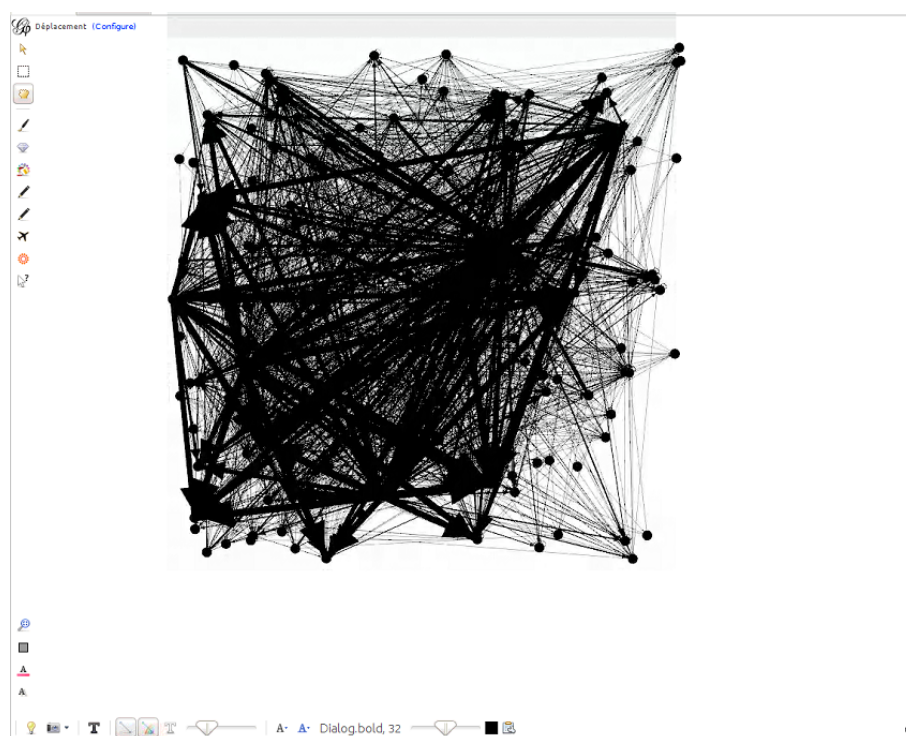 Déplacement (Configure)
T T A- A- Dialog.bold, 32